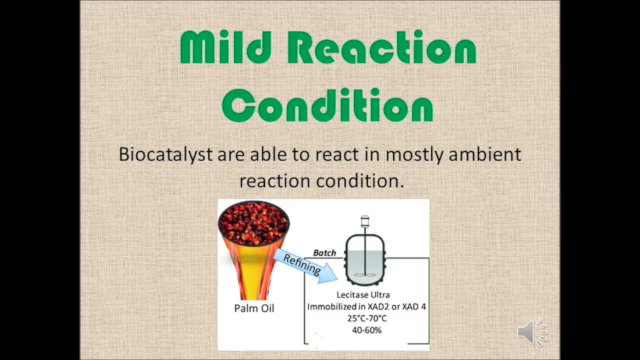 Mild Reaction
Condition
Biocatalyst are able to react in mostly ambient
reaction condition.
Batch
Refining
Palm Oil
Lecitase Ultra
Immobilized in XAD2 or XAD 4
25°C-70°C
40-60%